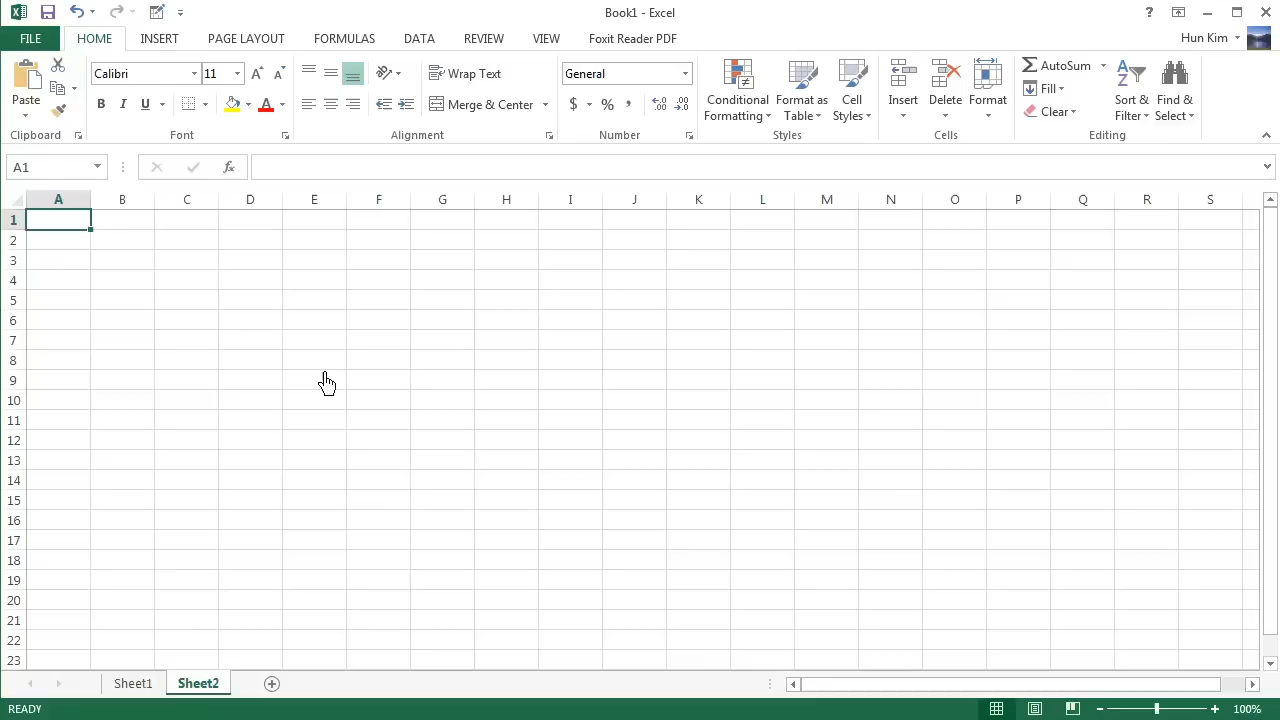 Book1 - Excel
?
FILE HOME INSERT PAGE LAYOUT FORMULAS DATA REVIEW VIEW Foxit Reader PDF Hun Kim
Calibri 11 Wrap Text General AutoSum
Paste B I U Merge & Center $ % , Conditional Formatting Format as Table Cell Styles Insert Delete Format Fill Clear Sort & Filter Find & Select
Clipboard Font Alignment Number Styles Cells Editing
A1 fx
A B C D E F G H I J K L M N O P Q R S
1
2
3
4
5
6
7
8
9
10
11
12
13
14
15
16
17
18
19
20
21
22
23
Sheet1 Sheet2
READY 100%